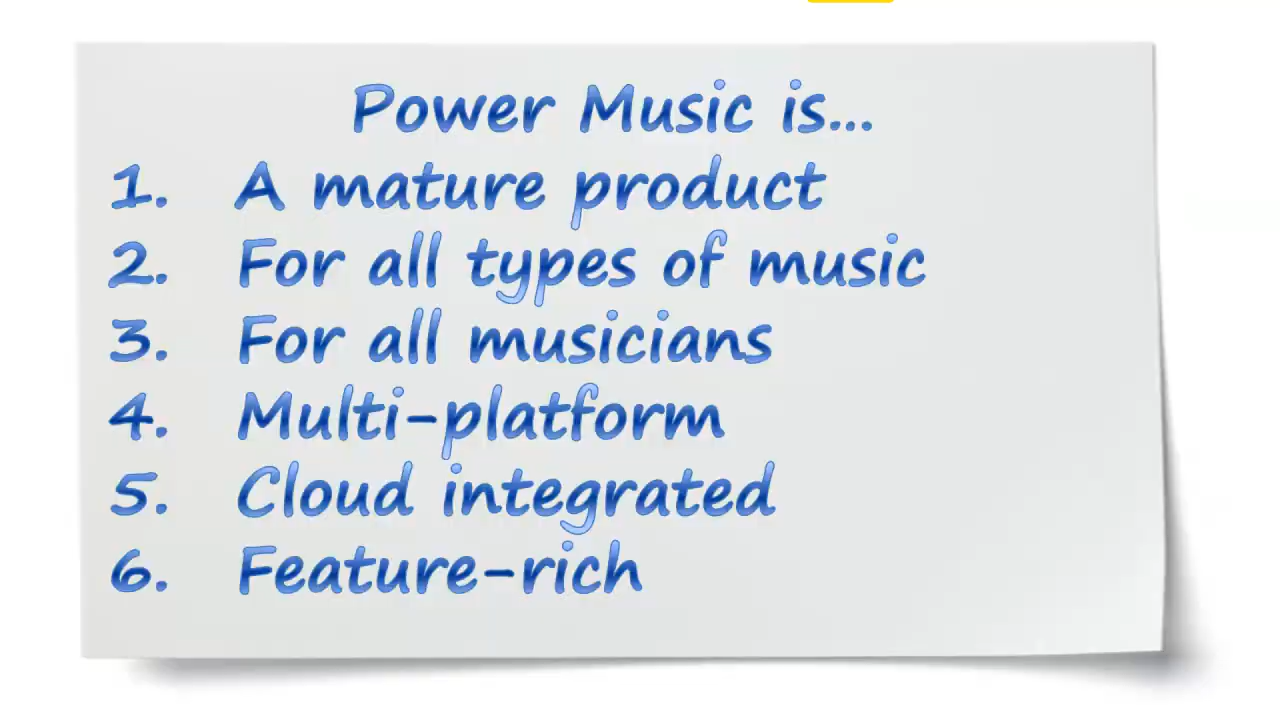 Power Music is...
1. A mature product
2. For all types of music
3. For all musicians
4. Multi-platform
5. Cloud integrated
6. Feature-rich